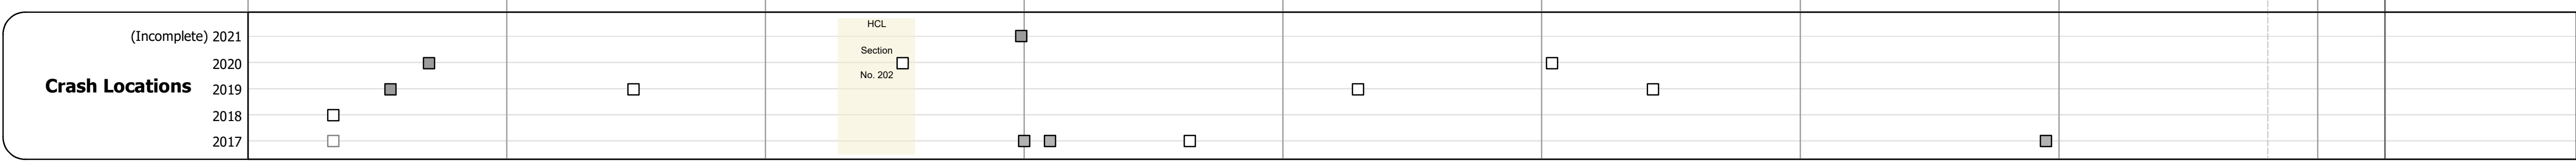 Crash Locations
(Incomplete) 2021
2020
2019
2018
2017
HCL
Section
No. 202